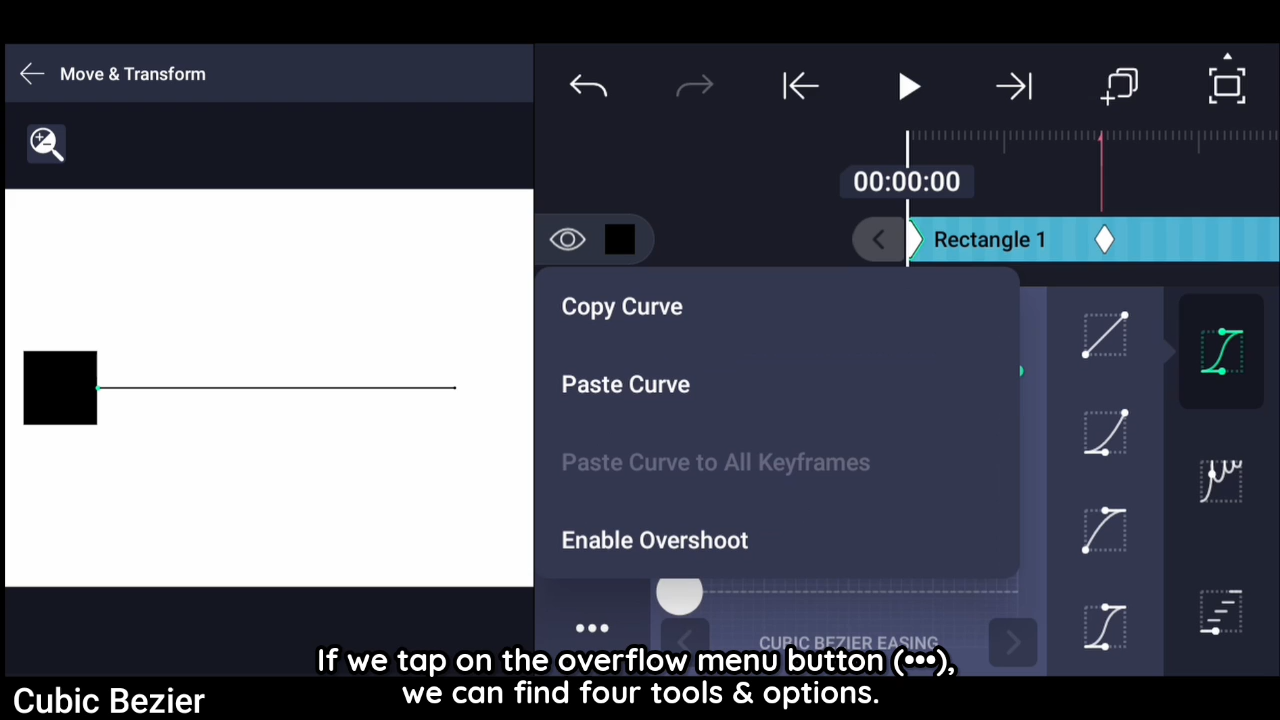 Move & Transform
00:00:00
Rectangle 1
Copy Curve
Paste Curve
Paste Curve to All Keyframes
Enable Overshoot
CUBIC BEZIER EASING
If we tap on the overflow menu button (•••),
we can find four tools & options.
Cubic Bezier